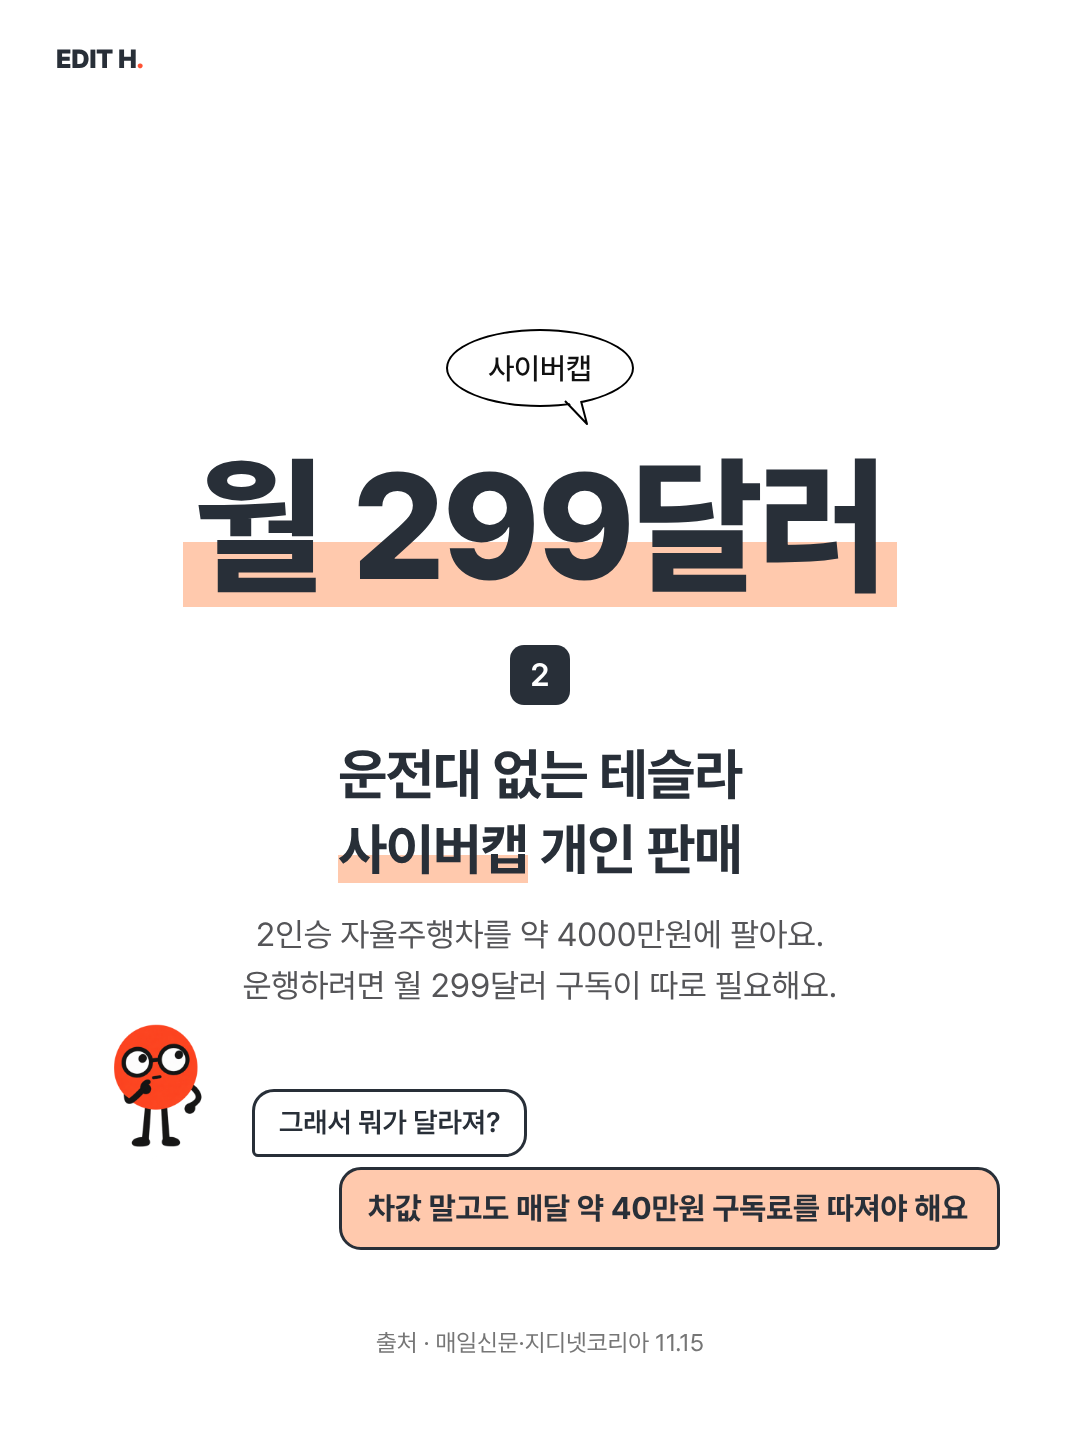 EDIT H.
사이버캡
월 299달러
2
운전대 없는 테슬라
사이버캡 개인 판매
2인승 자율주행차를 약 4000만원에 팔아요.
운행하려면 월 299달러 구독이 따로 필요해요.
그래서 뭐가 달라져?
차값 말고도 매달 약 40만원 구독료를 따져야 해요
출처 · 매일신문·지디넷코리아 11.15